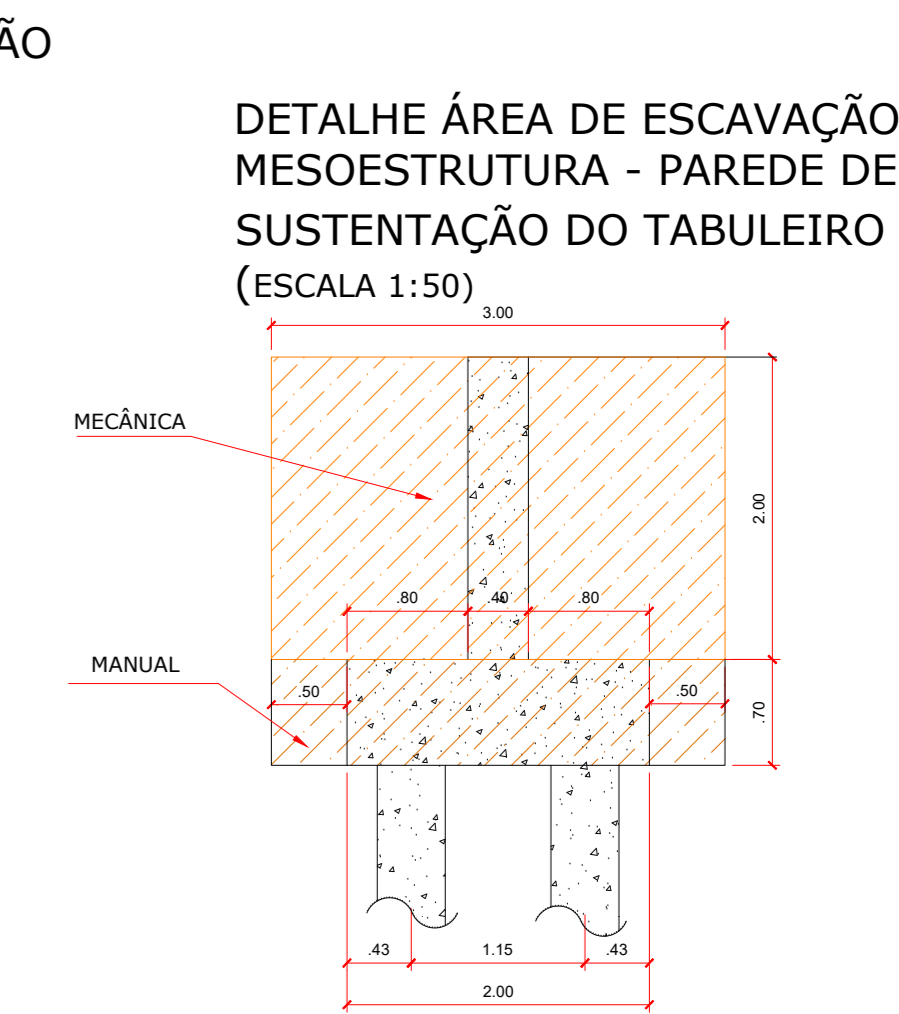 ÃO
DETALHE ÁREA DE ESCAVAÇÃO
MESOESTRUTURA - PAREDE DE
SUSTENTAÇÃO DO TABULEIRO
(ESCALA 1:50)
3.00
MECÂNICA
2.00
.80
.40
.80
MANUAL
.50
.50
.70
.43
1.15
.43
2.00